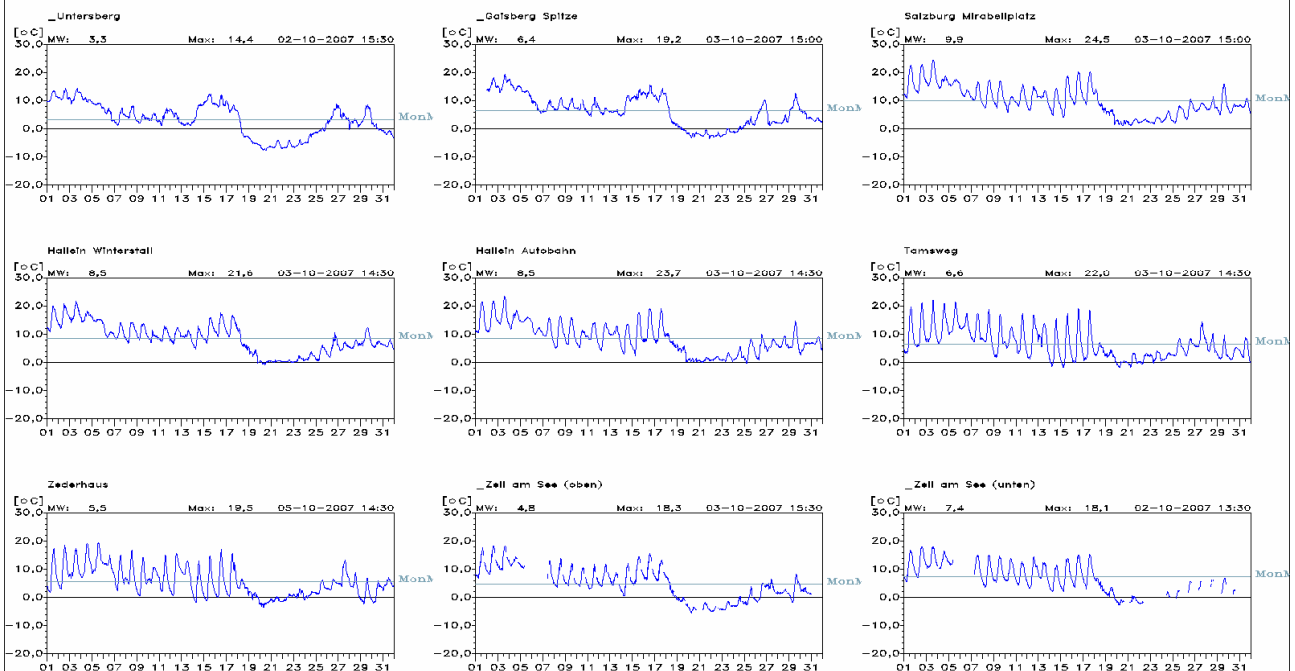 _Untersberg
[oC] MW: 3,3 Max: 14,4 02-10-2007 15:30
30,0
20,0
10,0
MonM
0,0
-10,0
-20,0
01 03 05 07 09 11 13 15 17 19 21 23 25 27 29 31
_Gaisberg Spitze
[oC] MW: 6,4 Max: 19,2 03-10-2007 15:00
30,0
20,0
10,0
MonM
0,0
-10,0
-20,0
01 03 05 07 09 11 13 15 17 19 21 23 25 27 29 31
Salzburg Mirabellplatz
[oC] MW: 9,9 Max: 24,5 03-10-2007 15:00
30,0
20,0
10,0
MonM
0,0
-10,0
-20,0
01 03 05 07 09 11 13 15 17 19 21 23 25 27 29 31
Hallein Winterstall
[oC] MW: 8,5 Max: 21,6 03-10-2007 14:30
30,0
20,0
10,0
MonM
0,0
-10,0
-20,0
01 03 05 07 09 11 13 15 17 19 21 23 25 27 29 31
Hallein Autobahn
[oC] MW: 8,5 Max: 23,7 03-10-2007 14:30
30,0
20,0
10,0
MonM
0,0
-10,0
-20,0
01 03 05 07 09 11 13 15 17 19 21 23 25 27 29 31
Tamsweg
[oC] MW: 6,6 Max: 22,0 03-10-2007 14:30
30,0
20,0
10,0
MonM
0,0
-10,0
-20,0
01 03 05 07 09 11 13 15 17 19 21 23 25 27 29 31
Zederhaus
[oC] MW: 5,5 Max: 19,5 05-10-2007 14:30
30,0
20,0
10,0
MonM
0,0
-10,0
-20,0
01 03 05 07 09 11 13 15 17 19 21 23 25 27 29 31
_Zell am See (oben)
[oC] MW: 4,8 Max: 18,3 03-10-2007 15:30
30,0
20,0
10,0
MonM
0,0
-10,0
-20,0
01 03 05 07 09 11 13 15 17 19 21 23 25 27 29 31
_Zell am See (unten)
[oC] MW: 7,4 Max: 18,1 02-10-2007 13:30
30,0
20,0
10,0
MonM
0,0
-10,0
-20,0
01 03 05 07 09 11 13 15 17 19 21 23 25 27 29 31